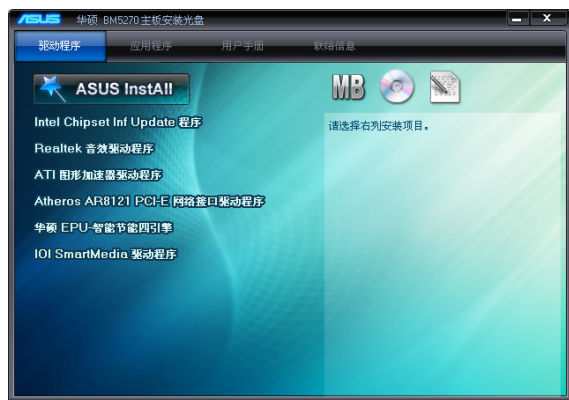 ASUS 华硕 BM5270 主板安装光盘
驱动程序 应用程序 用户手册 联络信息
ASUS InstAll
MB
Intel Chipset Inf Update 程序
请选择右列安装项目。
Realtek 音效驱动程序
ATI 图形加速器驱动程序
Atheros AR8121 PCI-E 网络接口驱动程序
华硕 EPU-智能节能四引擎
IOI SmartMedia 驱动程序